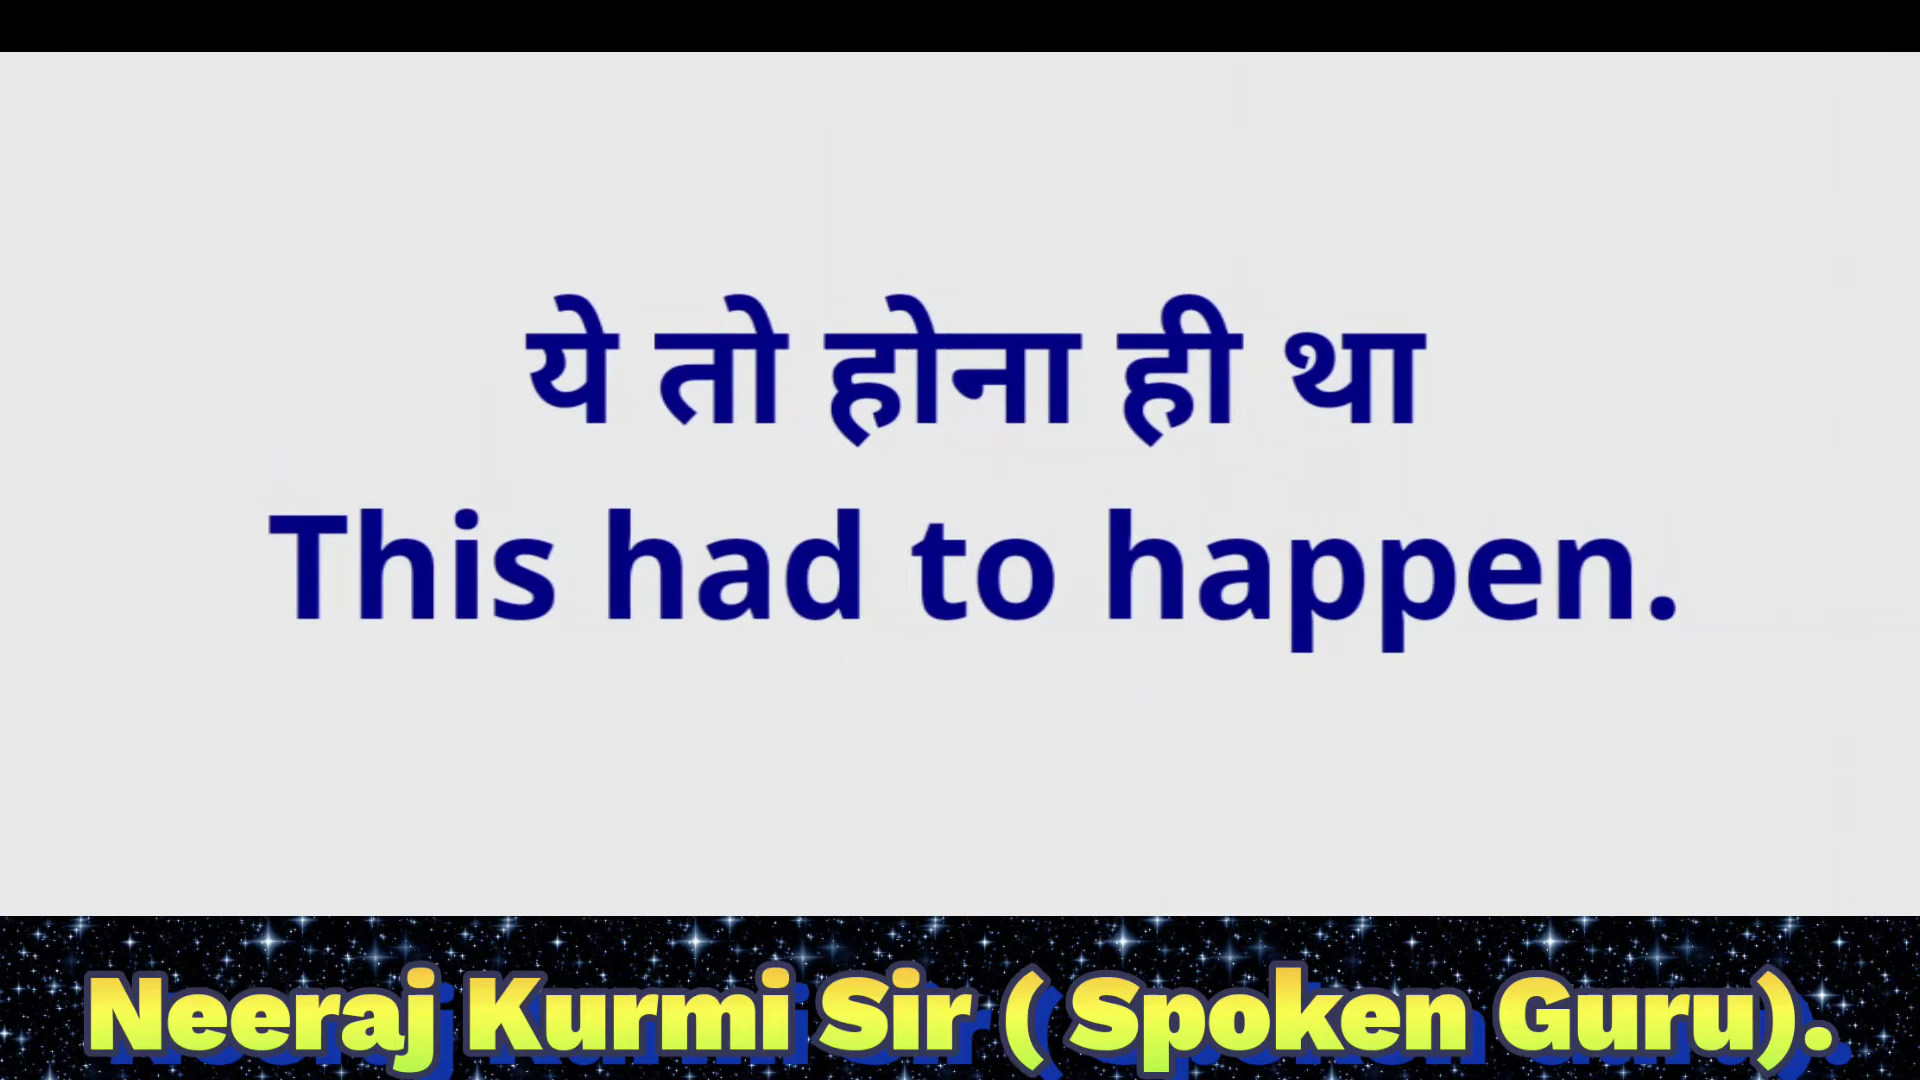 ये तो होना ही था
This had to happen.
Neeraj Kurmi Sir ( Spoken Guru).